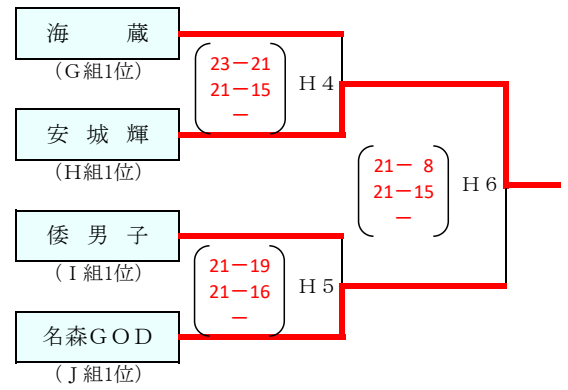 海　蔵
（G組1位）
23－21
21－15
－
H４
安 城 輝
（H組1位）
21－ 8
21－15
－
H６
倭 男 子
（I組1位）
21－19
21－16
－
H５
名森GOD
（J組1位）